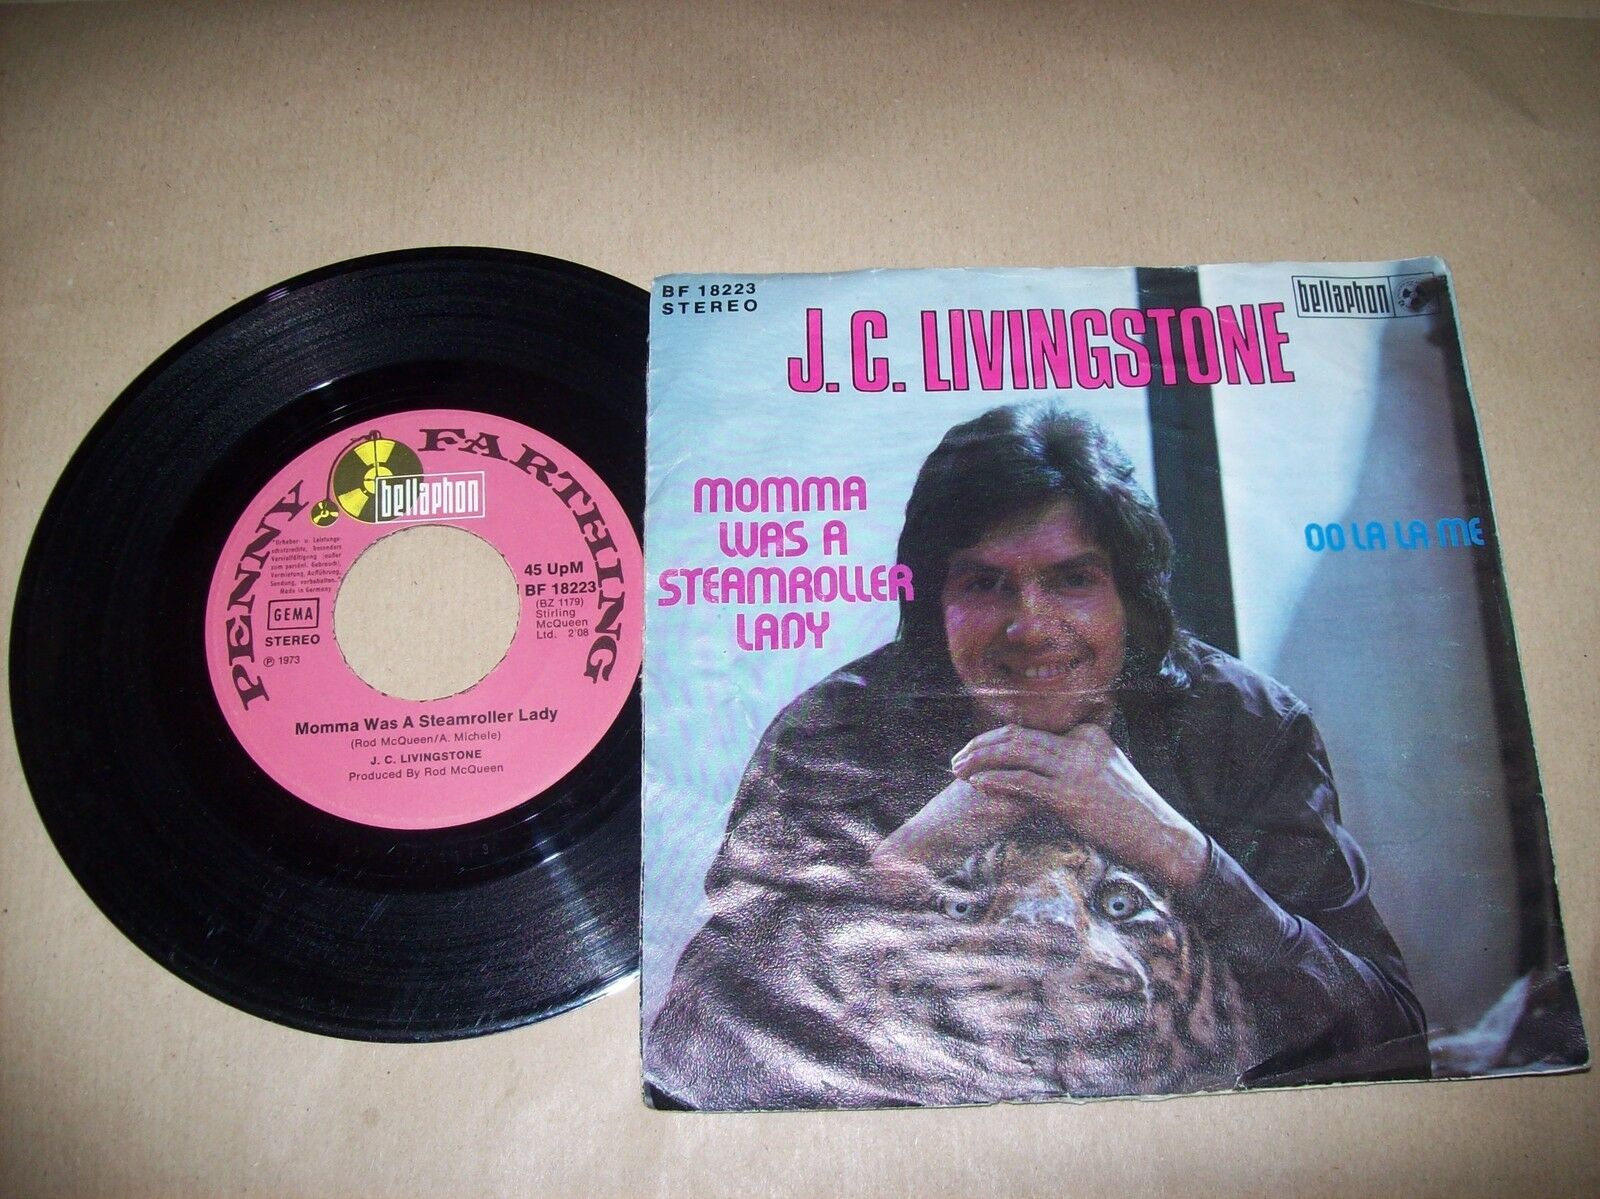 PENNY FARTHING
bellaphon
"Urheber- u. Leistungs-
schutzrechte, besonders
Vervielfältigung (außer
zum persönl. Gebrauch),
Vermietung, Aufführung,
Sendung, vorbehalten."
Made in Germany
GEMA
STEREO
℗ 1973
45 UpM
BF 18223
(BZ 1179)
Stirling
McQueen
Ltd. 2'08
Momma Was A Steamroller Lady
(Rod McQueen/A. Michele)
J. C. LIVINGSTONE
Produced By Rod McQueen
BF 18223
STEREO
bellaphon
J. C. LIVINGSTONE
MOMMA
WAS A
STEAMROLLER
LADY
OO LA LA ME